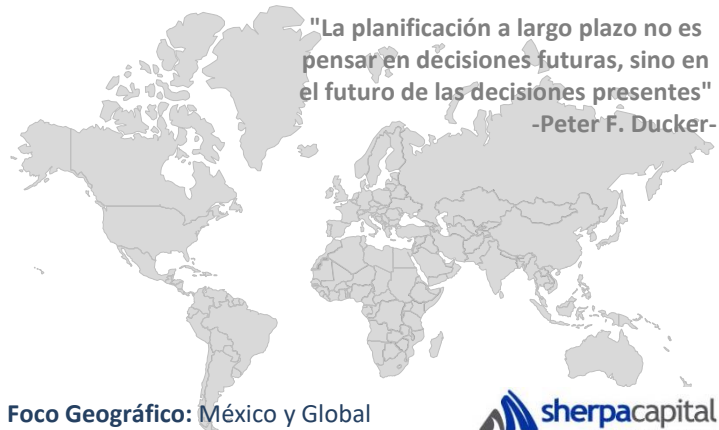 "La planificación a largo plazo no es
pensar en decisiones futuras, sino en
el futuro de las decisiones presentes"
-Peter F. Ducker-
Foco Geográfico: México y Global
sherpacapital